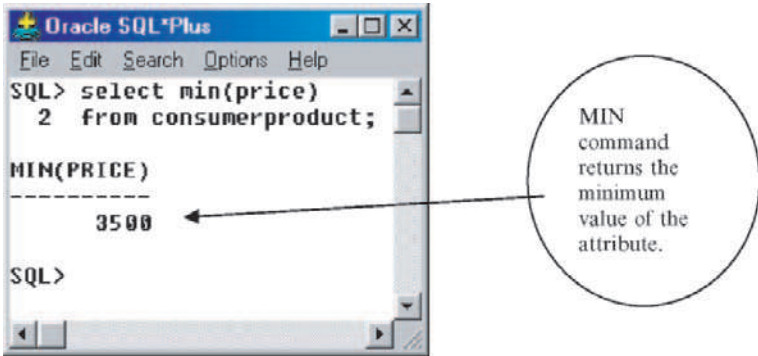 Oracle SQL*Plus
File Edit Search Options Help
SQL> select min(price)
2 from consumerproduct;
MIN(PRICE)
----------
3500
SQL>
MIN
command
returns the
minimum
value of the
attribute.